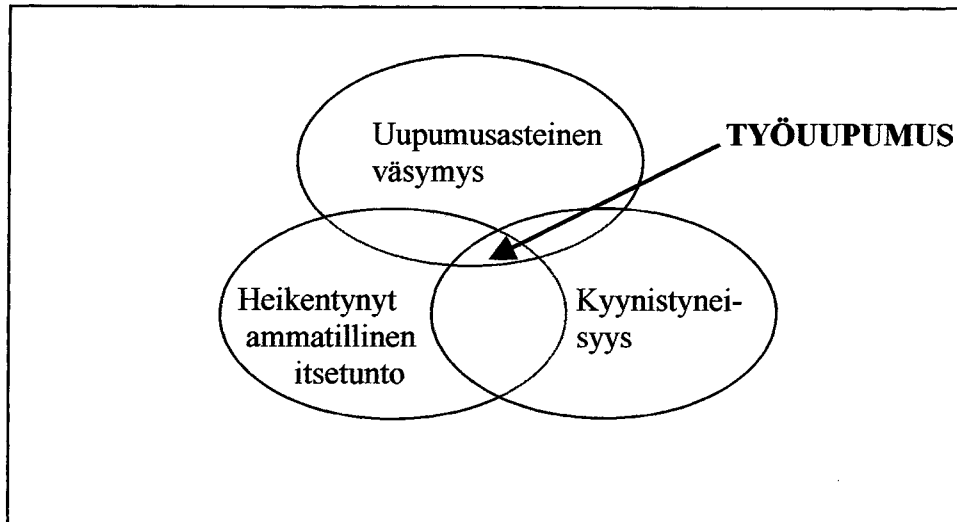 Uupumusasteinen
väsymys
TYÖUUPUMUS
Heikentynyt
ammatillinen
itsetunto
Kyynistynei-
syys